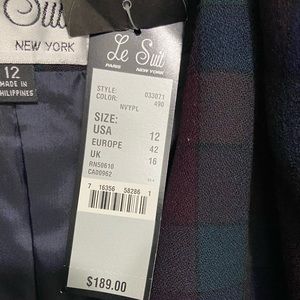 Suit
NEW YORK
12
MADE IN
PHILIPPINES
Le Suit
PARIS NEW YORK
STYLE: 033071
COLOR: 490
NVYPL
SIZE:
USA 12
EUROPE 42
UK 16
RN50610
CA00962
7 16356 58286 1
$189.00